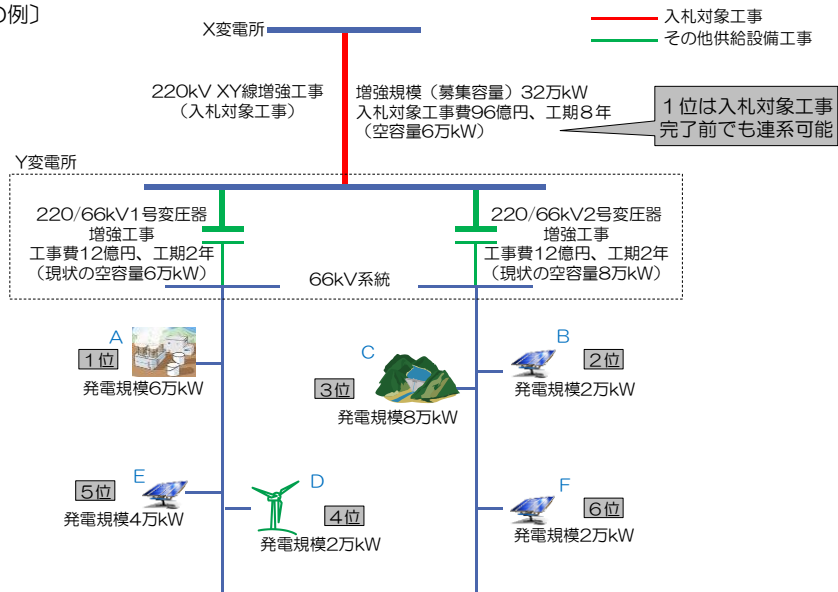 の例〕
入札対象工事
その他供給設備工事
X変電所
220kV XY線増強工事
（入札対象工事）
増強規模（募集容量）32万kW
入札対象工事費96億円、工期８年
（空容量6万kW）
１位は入札対象工事
完了前でも連系可能
Y変電所
220/66kV1号変圧器
増強工事
工事費12億円、工期2年
（現状の空容量6万kW）
220/66kV2号変圧器
増強工事
工事費12億円、工期2年
（現状の空容量8万kW）
66kV系統
A
１位
発電規模6万kW
C
３位
発電規模8万kW
B
２位
発電規模2万kW
E
５位
発電規模4万kW
D
４位
発電規模2万kW
F
６位
発電規模2万kW